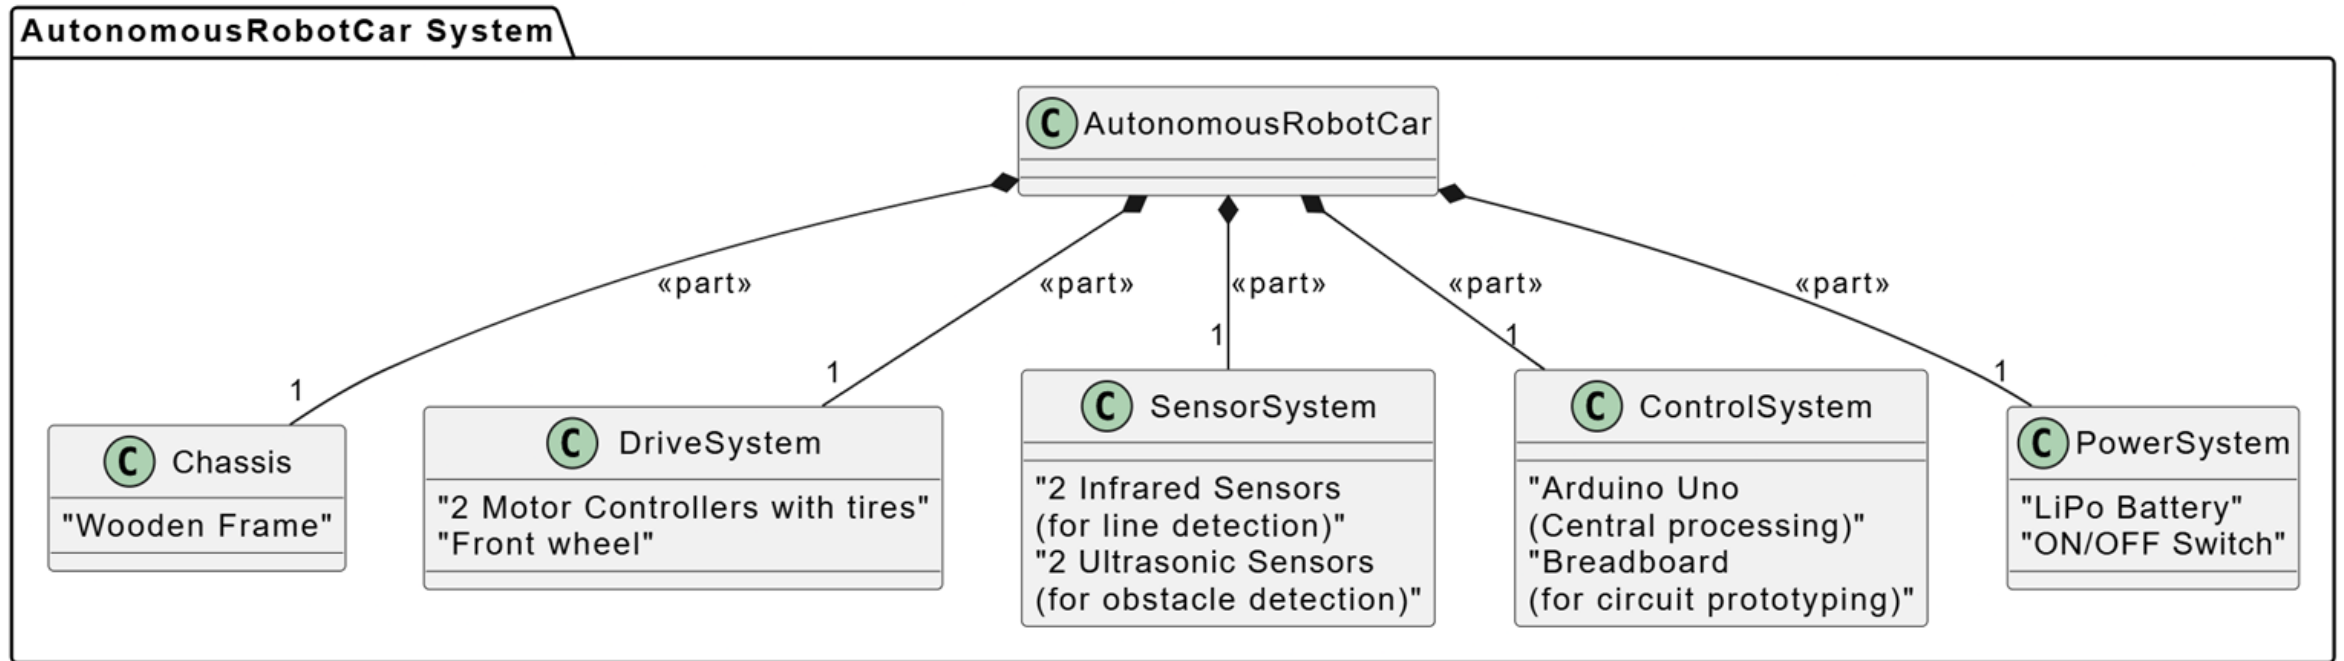 AutonomousRobotCar System
C AutonomousRobotCar
«part»
«part»
«part»
«part»
«part»
1
1
1
1
1
C Chassis
"Wooden Frame"
C DriveSystem
"2 Motor Controllers with tires"
"Front wheel"
C SensorSystem
"2 Infrared Sensors
(for line detection)"
"2 Ultrasonic Sensors
(for obstacle detection)"
C ControlSystem
"Arduino Uno
(Central processing)"
"Breadboard
(for circuit prototyping)"
C PowerSystem
"LiPo Battery"
"ON/OFF Switch"